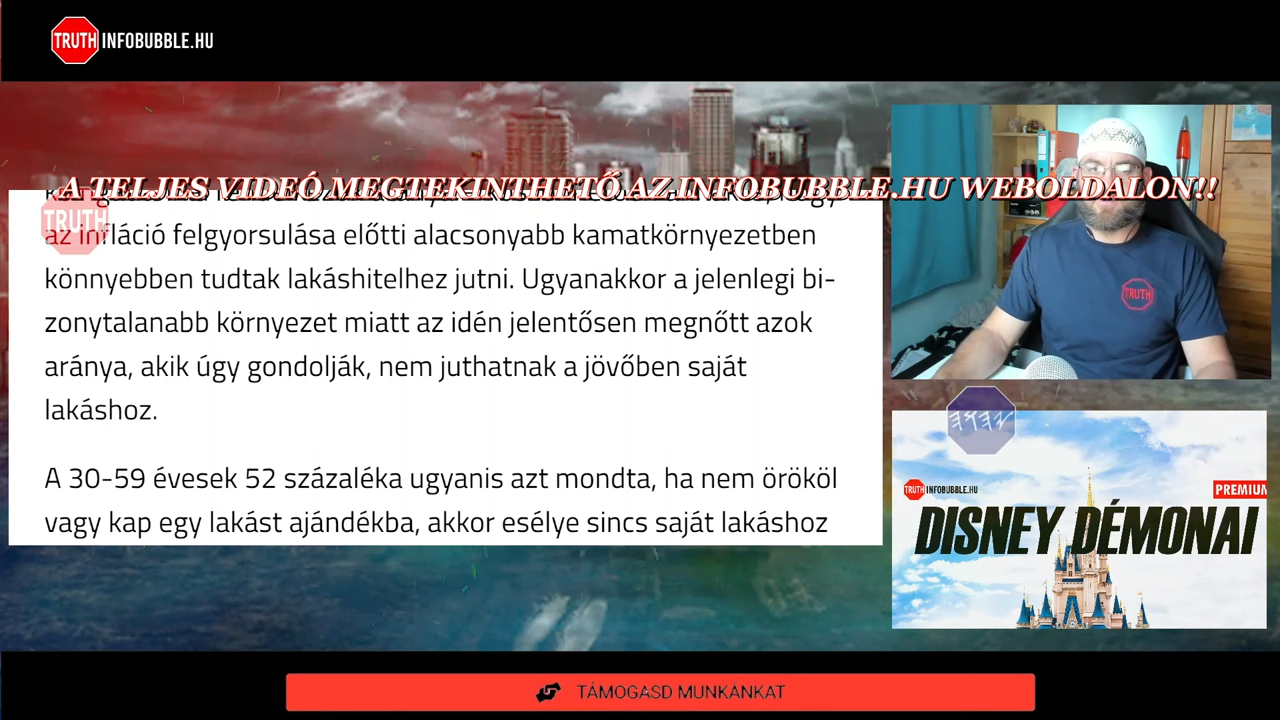 TRUTH INFOBUBBLE.HU
A TELJES VIDEÓ MEGTEKINTHETŐ AZ INFOBUBBLE.HU WEBOLDALON!!
TRUTH
az infláció felgyorsulása előtti alacsonyabb kamatkörnyezetben
könnyebben tudtak lakáshitelhez jutni. Ugyanakkor a jelenlegi bi-
zonytalanabb környezet miatt az idén jelentősen megnőtt azok
aránya, akik úgy gondolják, nem juthatnak a jövőben saját
lakáshoz.
A 30-59 évesek 52 százaléka ugyanis azt mondta, ha nem örököl
vagy kap egy lakást ajándékba, akkor esélye sincs saját lakáshoz
TRUTH
𐤉𐤄𐤅𐤄
TRUTH INFOBUBBLE.HU
PREMIUM
DISNEY DÉMONAI
TÁMOGASD MUNKÁNKAT